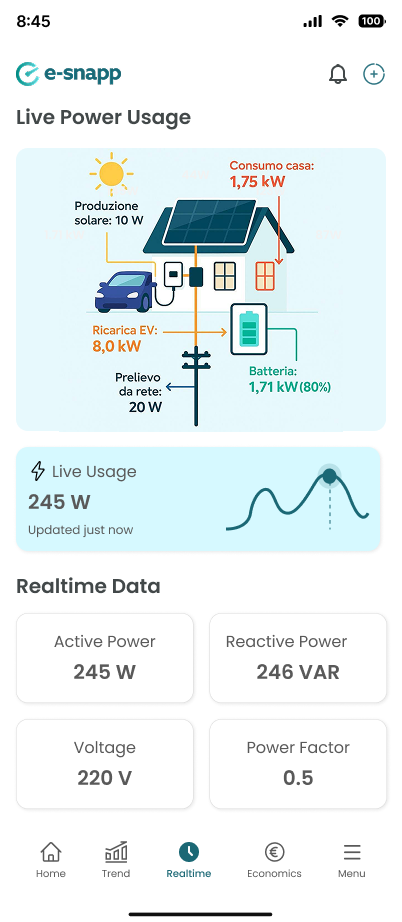 8:45
100
e-snapp
Live Power Usage
Consumo casa:
1,75 kW
Produzione
solare: 10 W
Ricarica EV:
8,0 kW
Prelievo
da rete:
20 W
Batteria:
1,71 kW (80%)
Live Usage
245 W
Updated just now
Realtime Data
Active Power
245 W
Reactive Power
246 VAR
Voltage
220 V
Power Factor
0.5
Home
Trend
Realtime
Economics
Menu